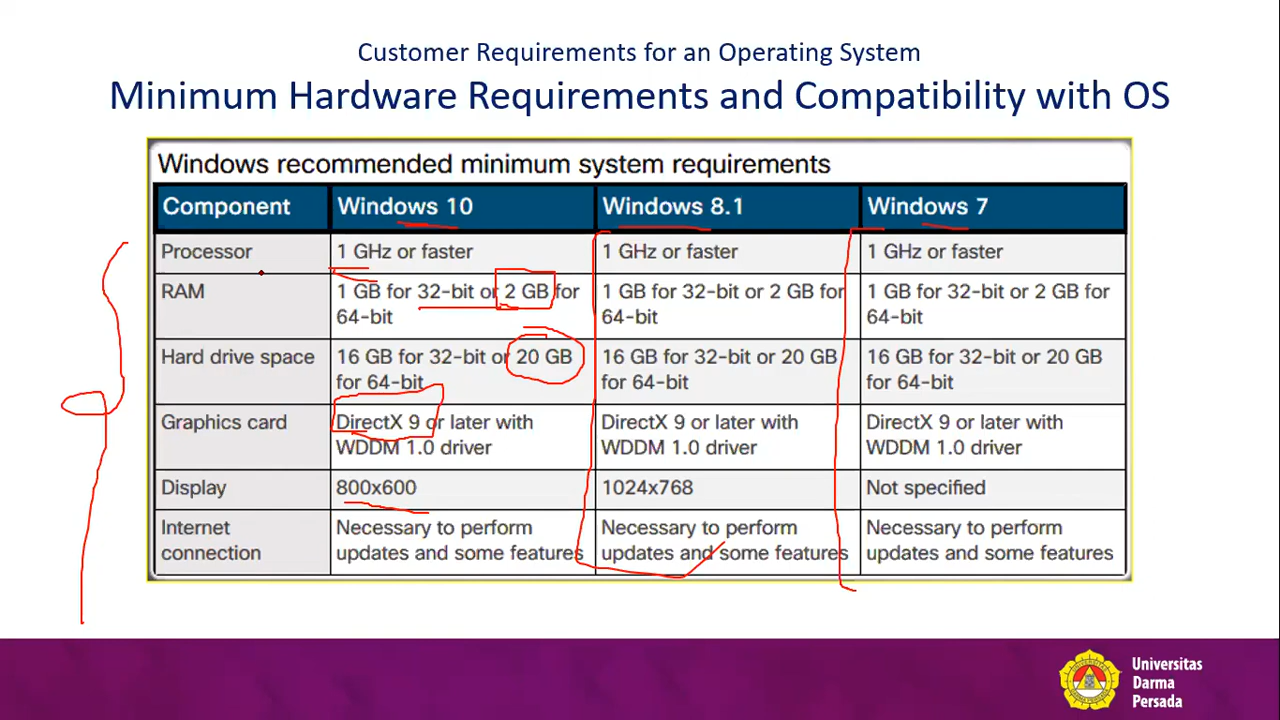 Customer Requirements for an Operating System
Minimum Hardware Requirements and Compatibility with OS
Windows recommended minimum system requirements
Component Windows 10 Windows 8.1 Windows 7
Processor 1 GHz or faster 1 GHz or faster 1 GHz or faster
RAM 1 GB for 32-bit or 2 GB for 1 GB for 32-bit or 2 GB for 1 GB for 32-bit or 2 GB for
64-bit 64-bit 64-bit
Hard drive space 16 GB for 32-bit or 20 GB 16 GB for 32-bit or 20 GB 16 GB for 32-bit or 20 GB
for 64-bit for 64-bit for 64-bit
Graphics card DirectX 9 or later with DirectX 9 or later with DirectX 9 or later with
WDDM 1.0 driver WDDM 1.0 driver WDDM 1.0 driver
Display 800x600 1024x768 Not specified
Internet Necessary to perform Necessary to perform Necessary to perform
connection updates and some features updates and some features updates and some features
Universitas
Darma
Persada